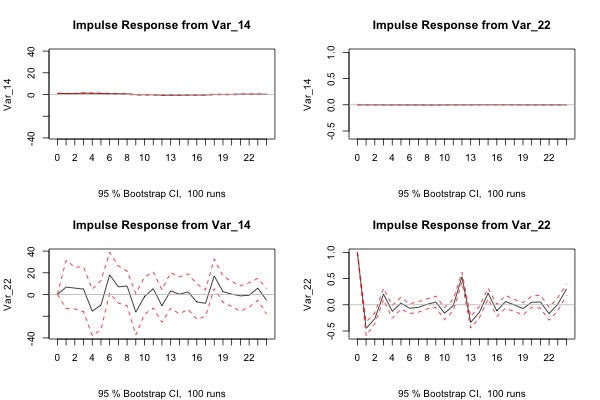 Impulse Response from Var_14
Var_14
40
20
0
-40
0 2 4 6 8 10 13 16 19 22
95 % Bootstrap CI,  100 runs
Impulse Response from Var_22
Var_14
1.0
0.5
0.0
-0.5
0 2 4 6 8 10 13 16 19 22
95 % Bootstrap CI,  100 runs
Impulse Response from Var_14
Var_22
40
20
0
-40
0 2 4 6 8 10 13 16 19 22
95 % Bootstrap CI,  100 runs
Impulse Response from Var_22
Var_22
1.0
0.5
0.0
-0.5
0 2 4 6 8 10 13 16 19 22
95 % Bootstrap CI,  100 runs